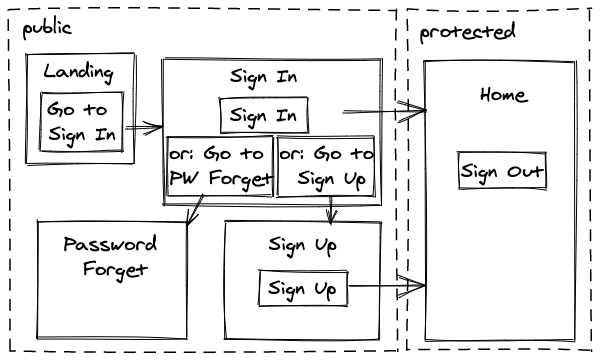 public
Landing
Go to
Sign In
Sign In
Sign In
or: Go to
PW Forget
or: Go to
Sign Up
Password
Forget
Sign Up
Sign Up
protected
Home
Sign Out